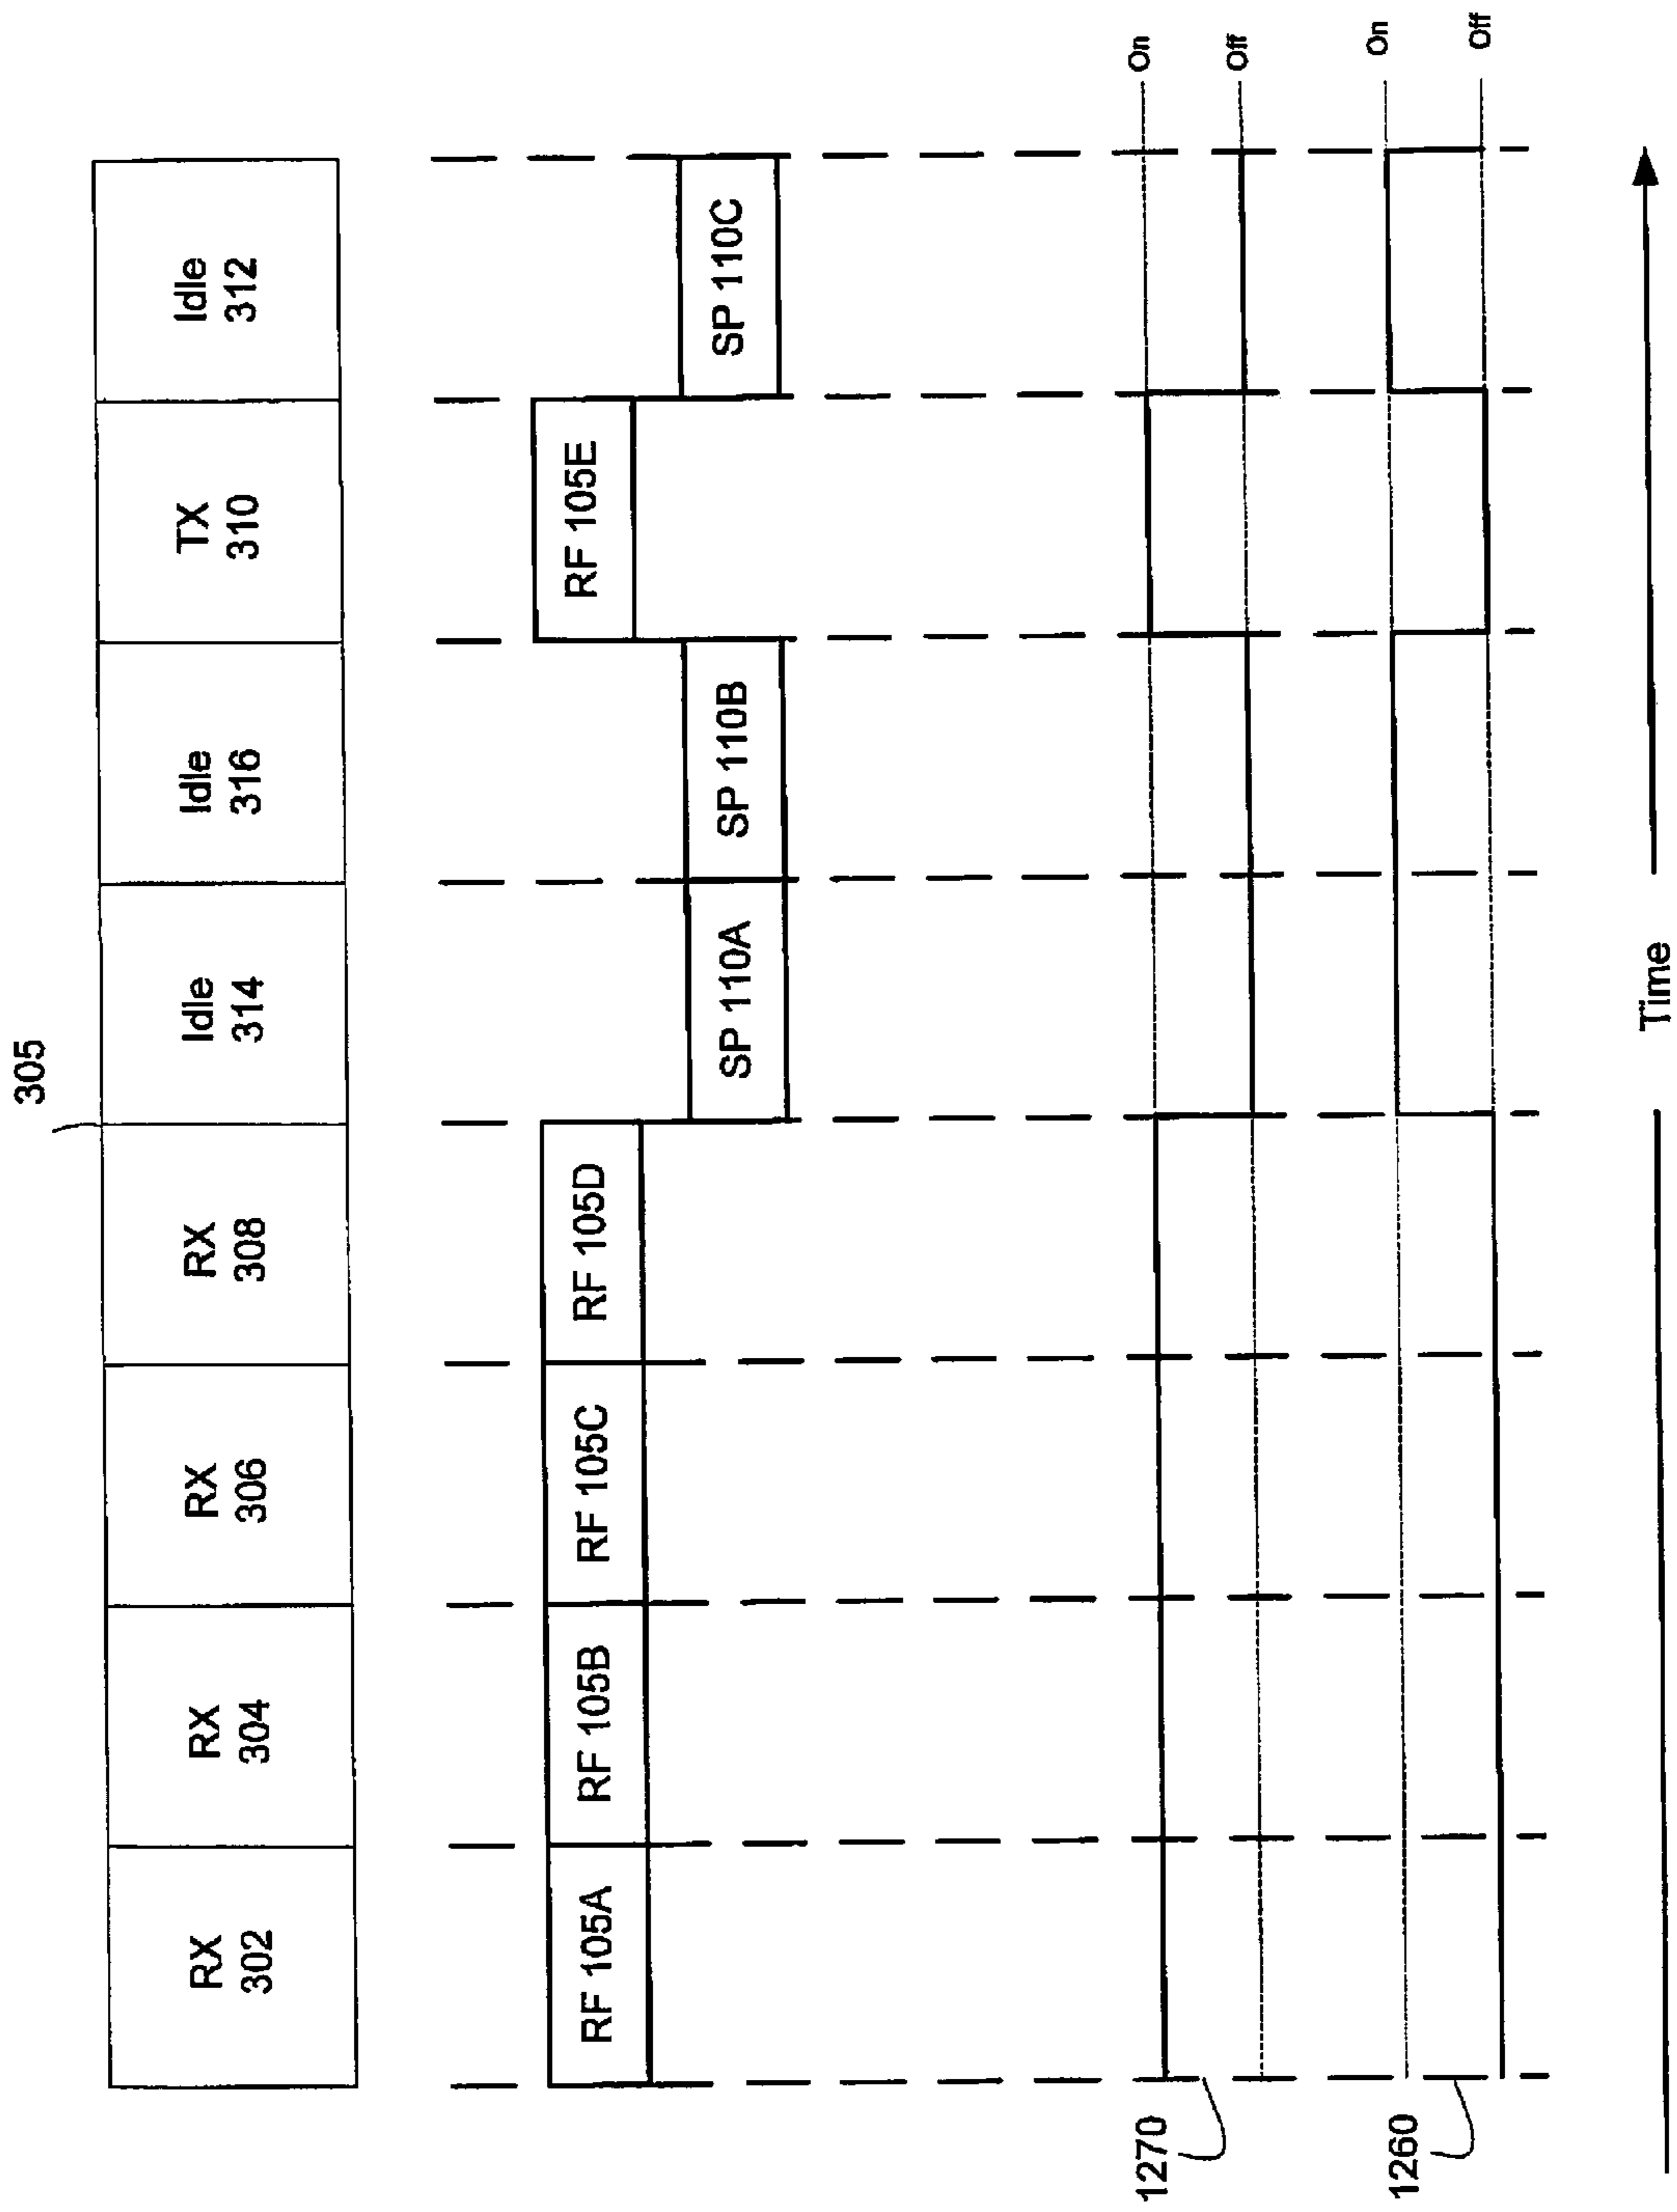 305
RX
302
RX
304
RX
306
RX
308
Idle
314
Idle
316
TX
310
Idle
312
RF 105A
RF 105B
RF 105C
RF 105D
RF 105E
SP 110A
SP 110B
SP 110C
1270
On
Off
1260
On
Off
Time